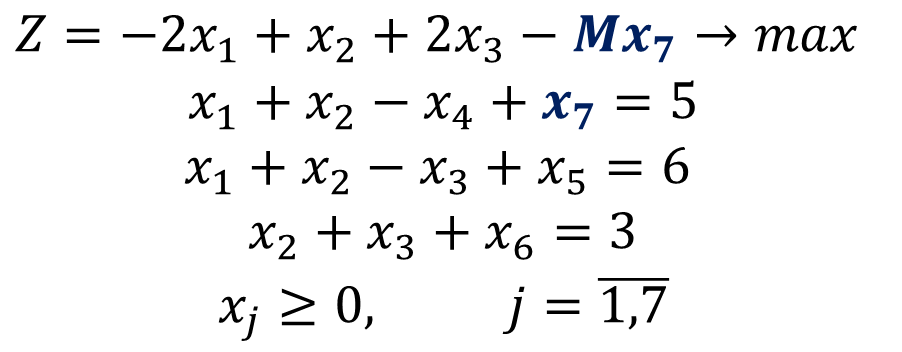 Z = −2x₁ + x₂ + 2x₃ − Mx₇ → max
x₁ + x₂ − x₄ + x₇ = 5
x₁ + x₂ − x₃ + x₅ = 6
x₂ + x₃ + x₆ = 3
xⱼ ≥ 0, j = 1,7̅